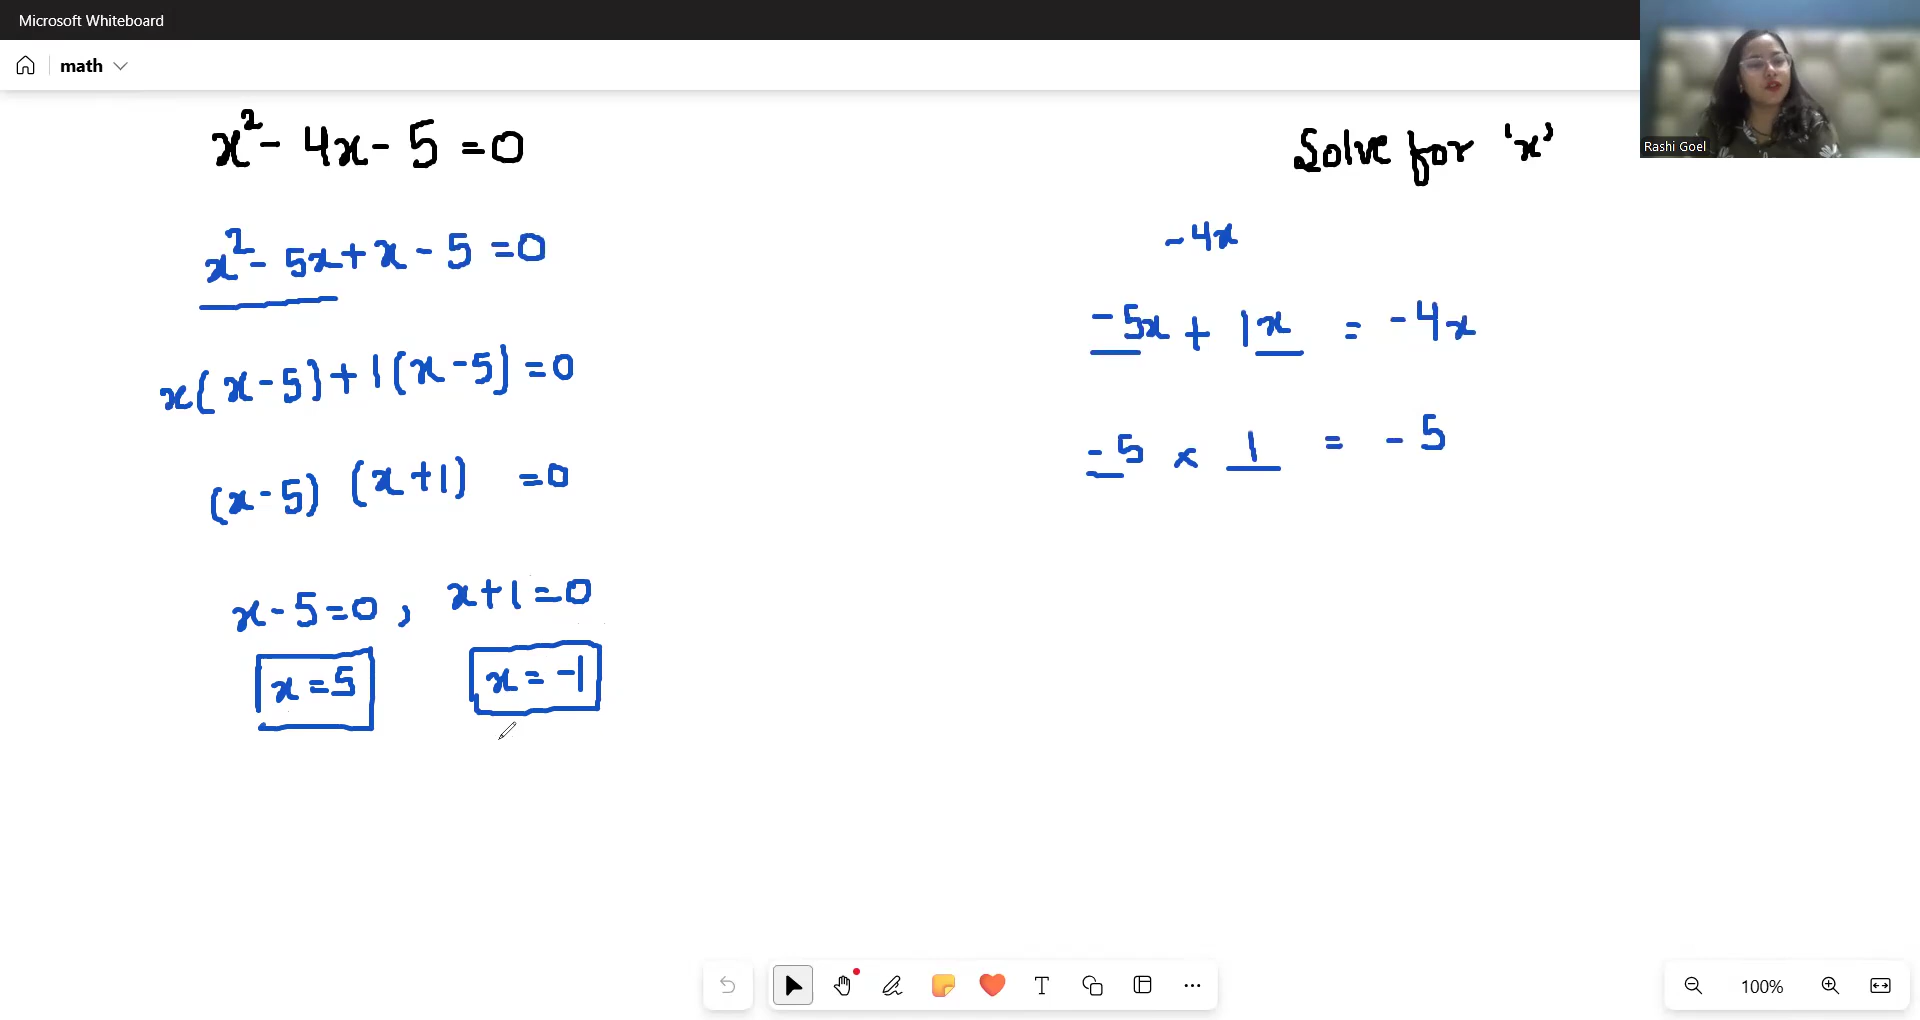 Microsoft Whiteboard
math
Rashi Goel
x² - 4x - 5 = 0
Solve for 'x'
x² - 5x + x - 5 = 0
x(x - 5) + 1(x - 5) = 0
(x - 5) (x + 1) = 0
x - 5 = 0, x + 1 = 0
x = 5 x = -1
- 4x
- 5x + 1x = - 4x
- 5 × 1 = - 5
100%